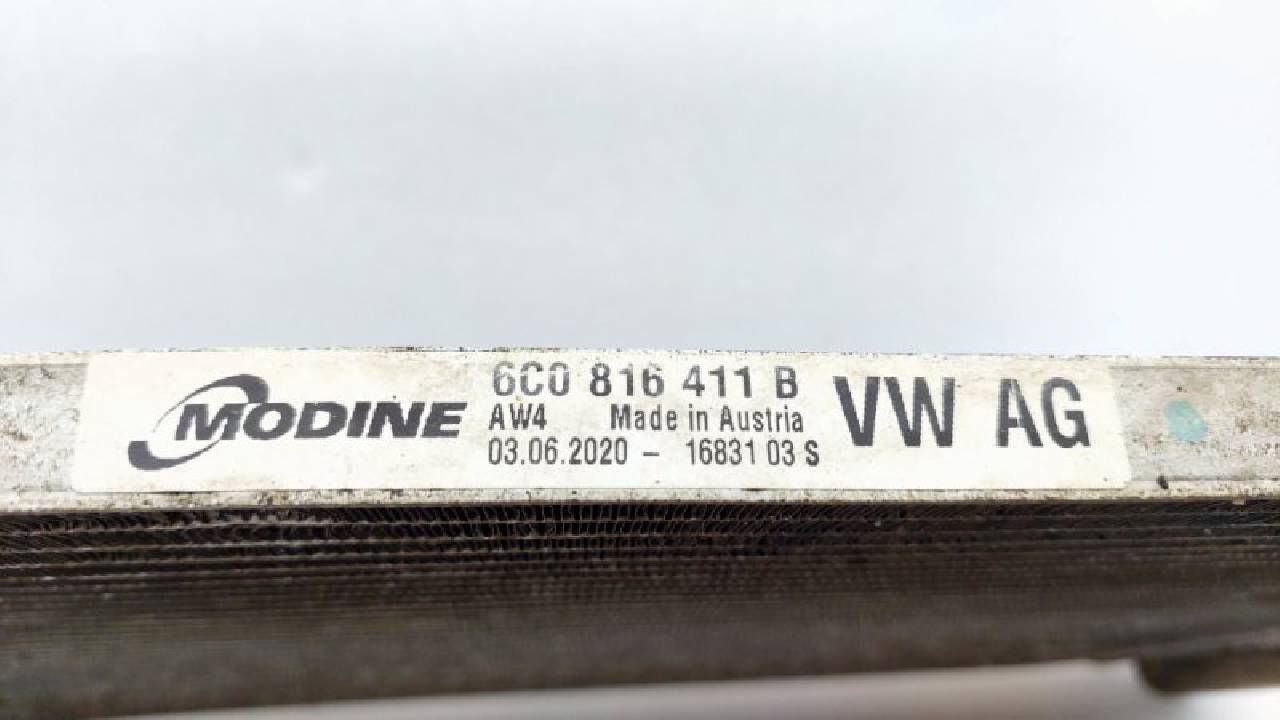 MODINE
6C0 816 411 B
AW4 Made in Austria
03.06.2020 - 16831 03 S
VW AG